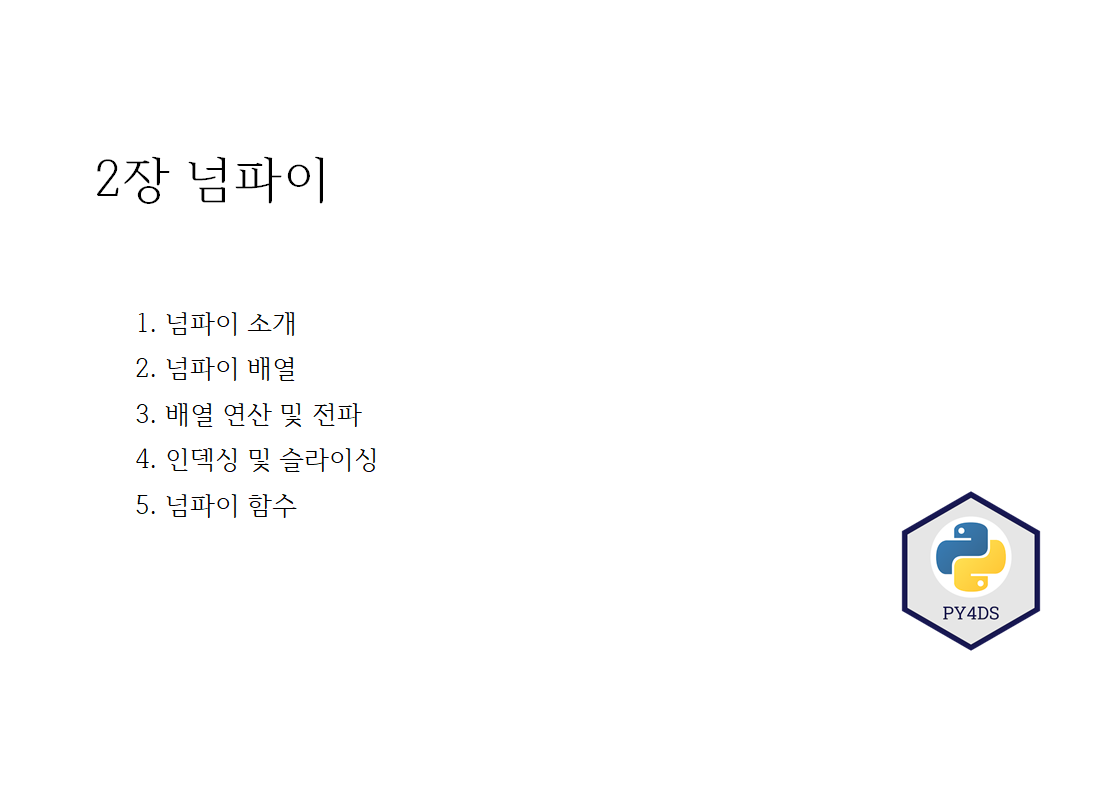 2장 넘파이
1. 넘파이 소개
2. 넘파이 배열
3. 배열 연산 및 전파
4. 인덱싱 및 슬라이싱
5. 넘파이 함수
PY4DS